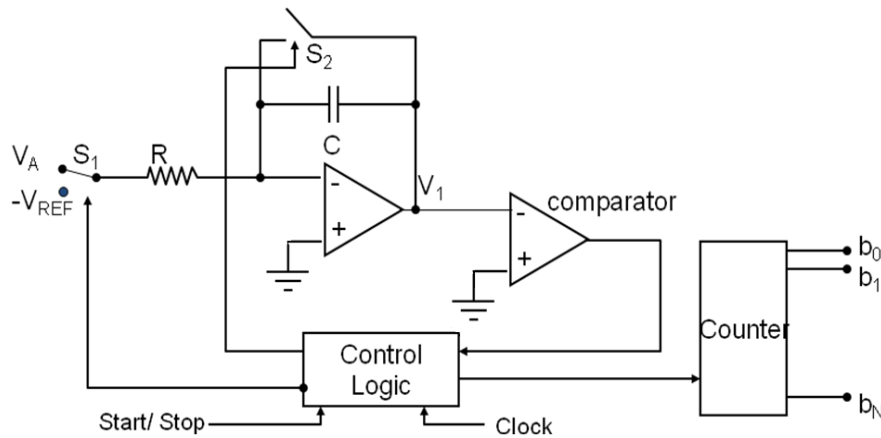 S2
C
VA
S1
R
-VREF
-
+
V1
comparator
-
+
b0
b1
Counter
bN
Control
Logic
Start/ Stop
Clock